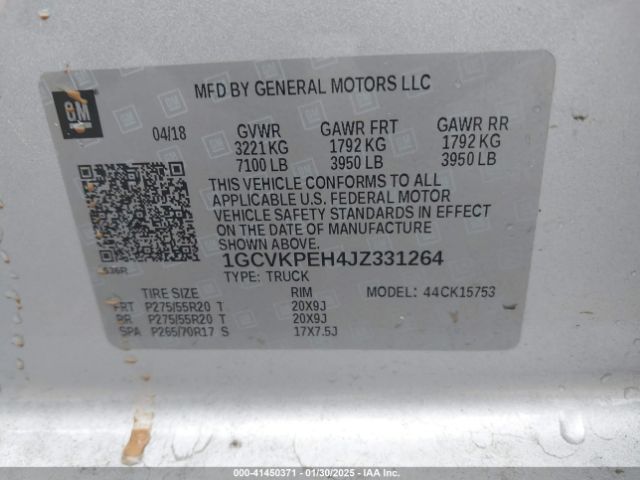 MFD BY GENERAL MOTORS LLC
GM
04/18 GVWR GAWR FRT GAWR RR
3221 KG 1792 KG 1792 KG
7100 LB 3950 LB 3950 LB
THIS VEHICLE CONFORMS TO ALL
APPLICABLE U.S. FEDERAL MOTOR
VEHICLE SAFETY STANDARDS IN EFFECT
ON THE DATE OF MANUFACTURE
SHOWN ABOVE.
1GCVKPEH4JZ331264
TYPE: TRUCK
TIRE SIZE RIM MODEL: 44CK15753
FRT P275/55R20 T 20X9J
RR P275/55R20 T 20X9J
SPA P265/70R17 S 17X7.5J
000-41450371 - 01/30/2025 - IAA Inc.